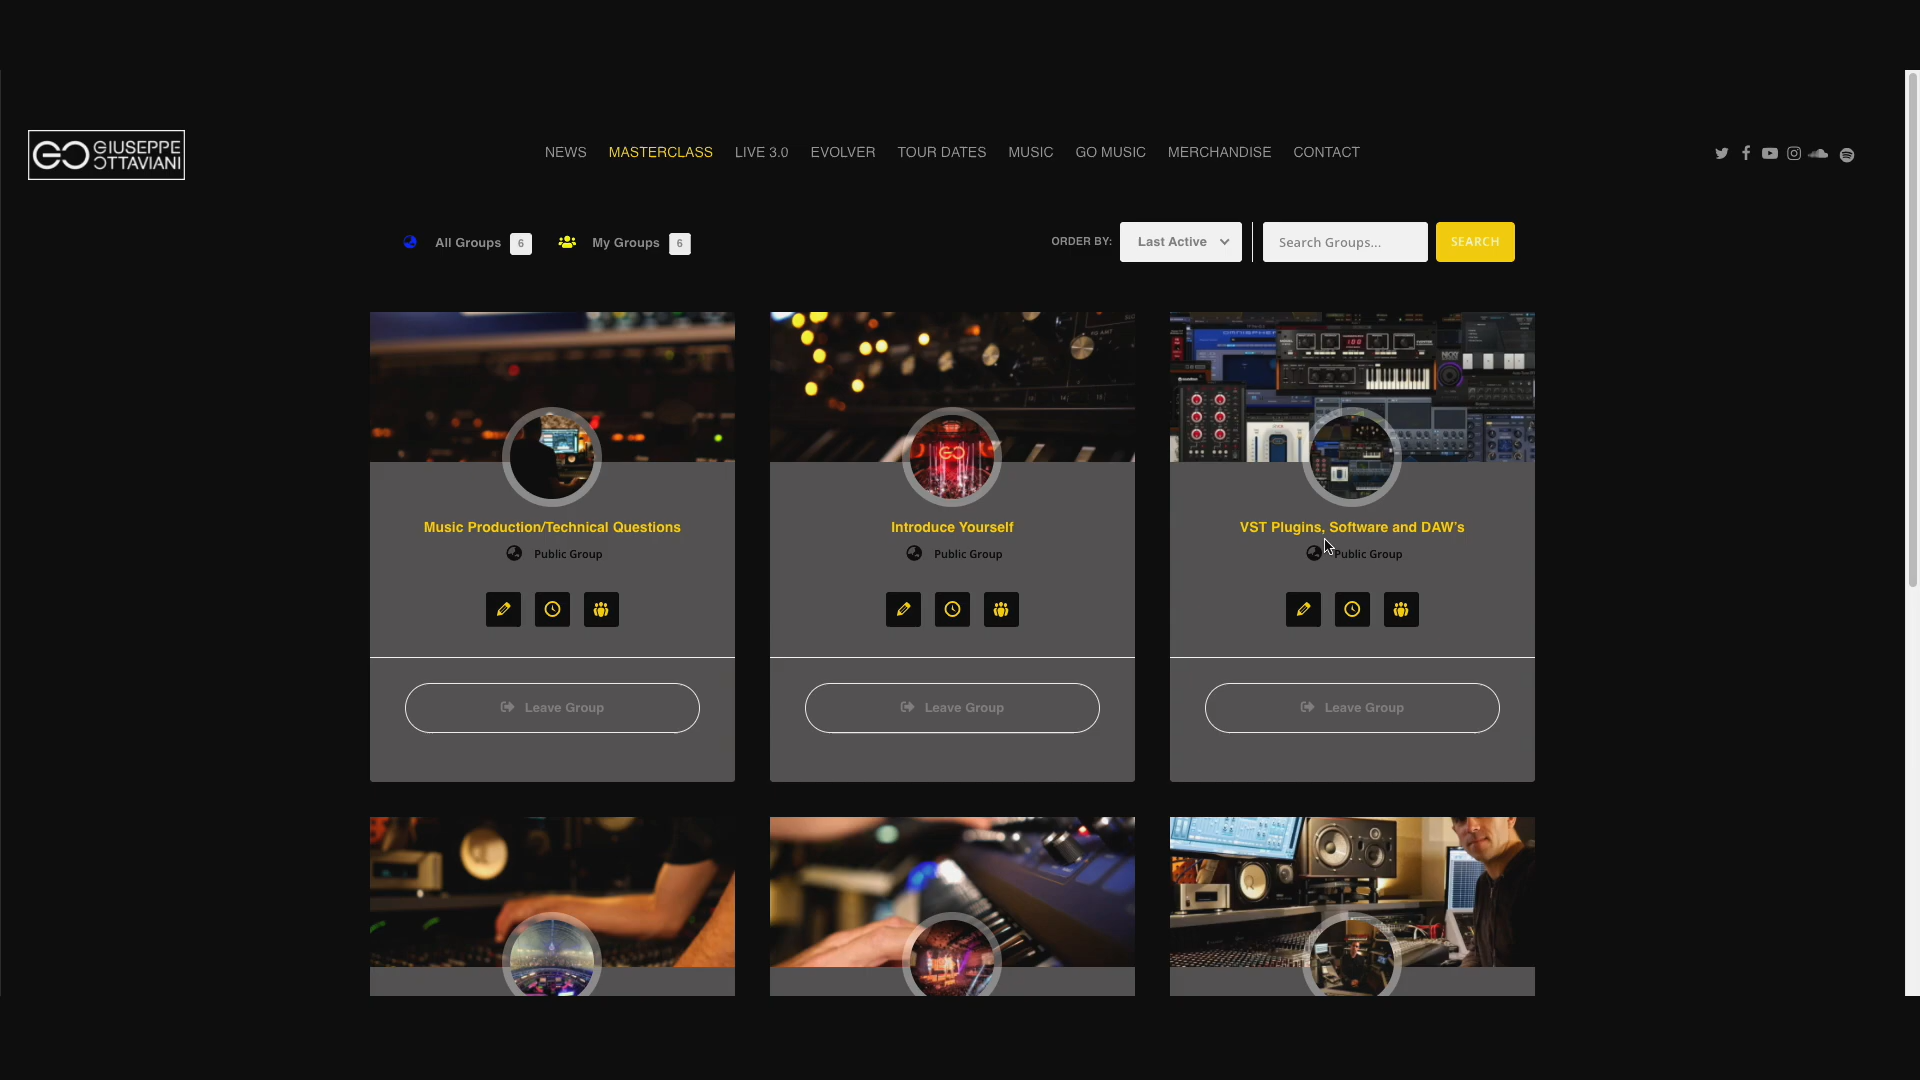 GO GIUSEPPE OTTAVIANI
NEWS MASTERCLASS LIVE 3.0 EVOLVER TOUR DATES MUSIC GO MUSIC MERCHANDISE CONTACT
All Groups 6 My Groups 6 ORDER BY: Last Active Search Groups... SEARCH
Music Production/Technical Questions
Public Group
Leave Group
Introduce Yourself
Public Group
Leave Group
VST Plugins, Software and DAW's
Public Group
Leave Group